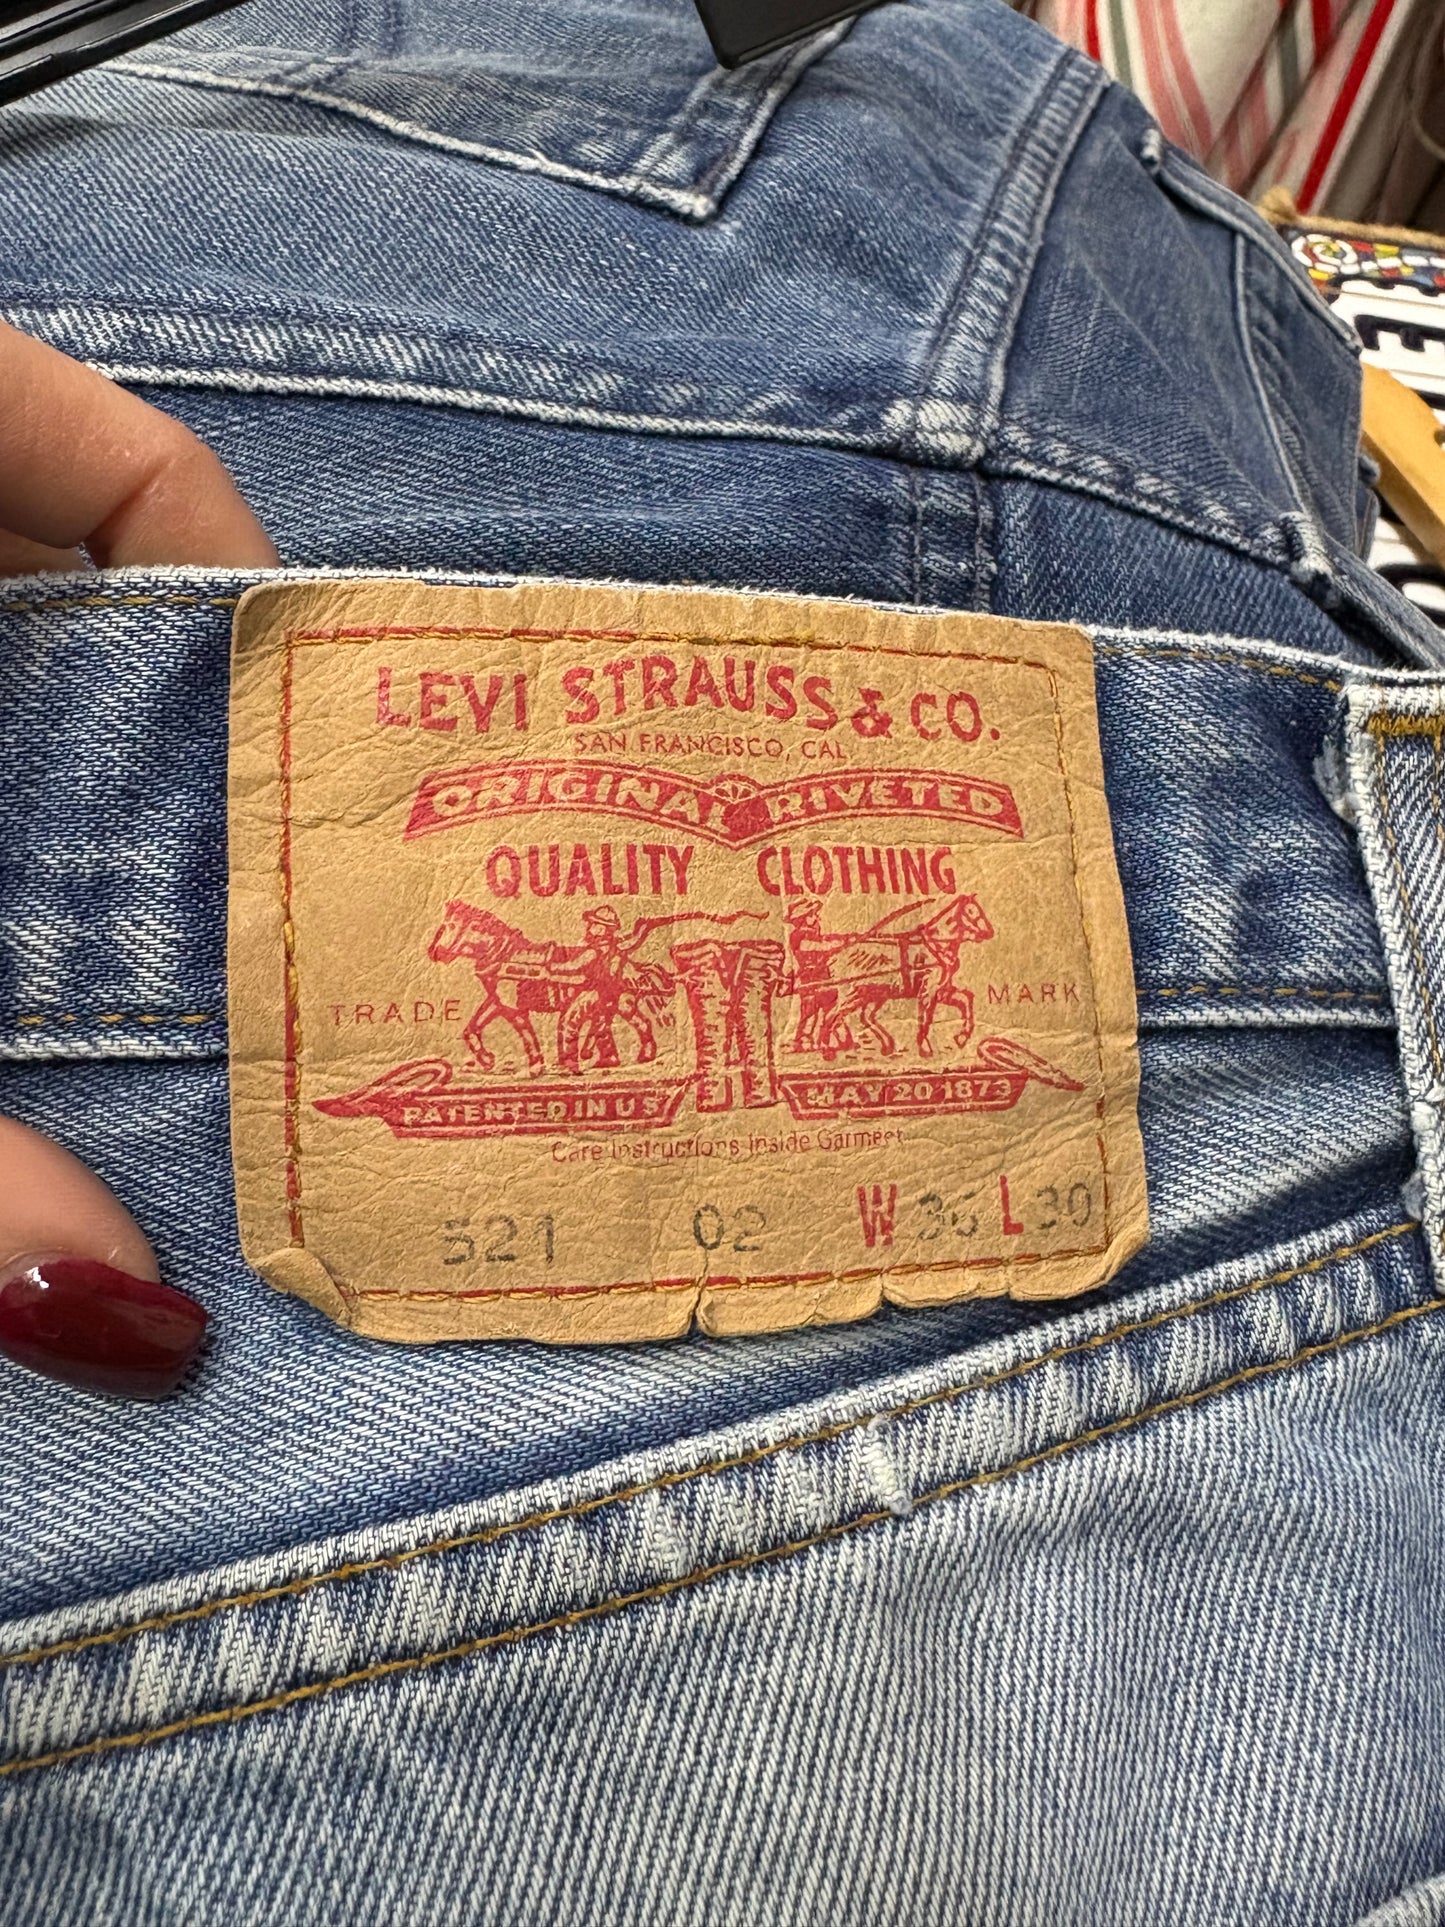 LEVI STRAUSS & CO.
SAN FRANCISCO, CAL
ORIGINAL RIVETED
QUALITY CLOTHING
TRADE MARK
PATENTED IN U S MAY 20 1873
Care Instructions Inside Garment
521 02 W 36 L 30